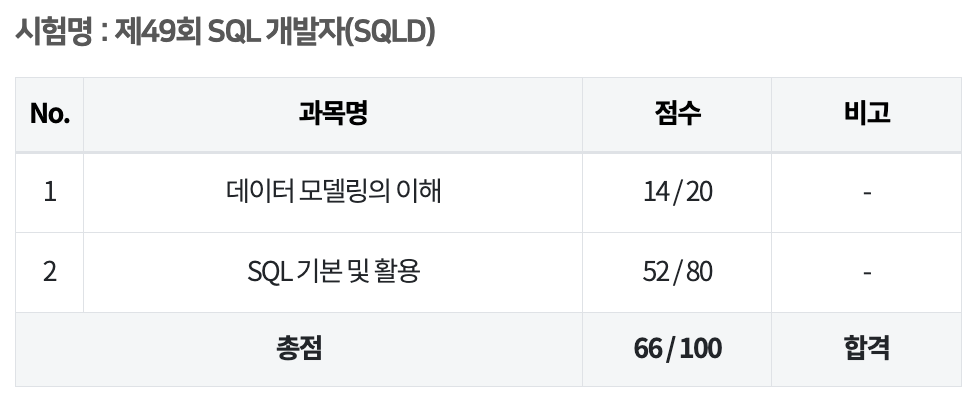 시험명 : 제49회 SQL 개발자(SQLD)
No. 과목명 점수 비고
1 데이터 모델링의 이해 14 / 20 -
2 SQL 기본 및 활용 52 / 80 -
총점 66 / 100 합격